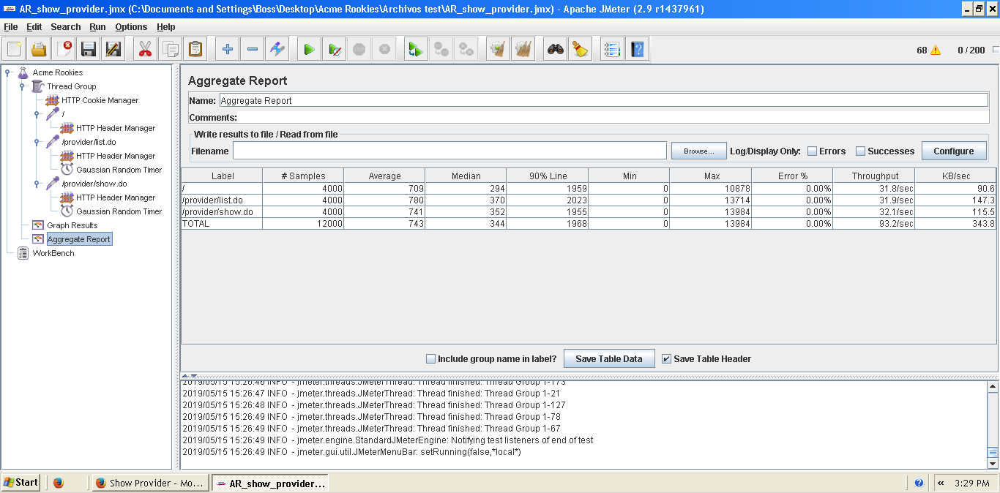 AR_show_provider.jmx (C:\Documents and Settings\Boss\Desktop\Acme Rookies\Archivos test\AR_show_provider.jmx) - Apache JMeter (2.9 r1437961)
File Edit Search Run Options Help
68 0 / 200
Acme Rookies
Thread Group
HTTP Cookie Manager
/
HTTP Header Manager
/provider/list.do
HTTP Header Manager
Gaussian Random Timer
/provider/show.do
HTTP Header Manager
Gaussian Random Timer
Graph Results
Aggregate Report
WorkBench
Aggregate Report
Name: Aggregate Report
Comments:
Write results to file / Read from file
Filename Browse... Log/Display Only: Errors Successes Configure
Label # Samples Average Median 90% Line Min Max Error % Throughput KB/sec
/ 4000 709 294 1959 0 10878 0.00% 31.8/sec 90.6
/provider/list.do 4000 780 370 2023 0 13714 0.00% 31.9/sec 147.3
/provider/show.do 4000 741 352 1955 0 13984 0.00% 32.1/sec 115.5
TOTAL 12000 743 344 1968 0 13984 0.00% 93.2/sec 343.8
Include group name in label? Save Table Data Save Table Header
2019/05/15 15:26:46 INFO - jmeter.threads.JMeterThread: Thread finished: Thread Group 1-173
2019/05/15 15:26:47 INFO - jmeter.threads.JMeterThread: Thread finished: Thread Group 1-21
2019/05/15 15:26:48 INFO - jmeter.threads.JMeterThread: Thread finished: Thread Group 1-127
2019/05/15 15:26:49 INFO - jmeter.threads.JMeterThread: Thread finished: Thread Group 1-78
2019/05/15 15:26:49 INFO - jmeter.threads.JMeterThread: Thread finished: Thread Group 1-67
2019/05/15 15:26:49 INFO - jmeter.engine.StandardJMeterEngine: Notifying test listeners of end of test
2019/05/15 15:26:49 INFO - jmeter.gui.util.JMeterMenuBar: setRunning(false,*local*)
Start Show Provider - Mo... AR_show_provider... « 3:29 PM